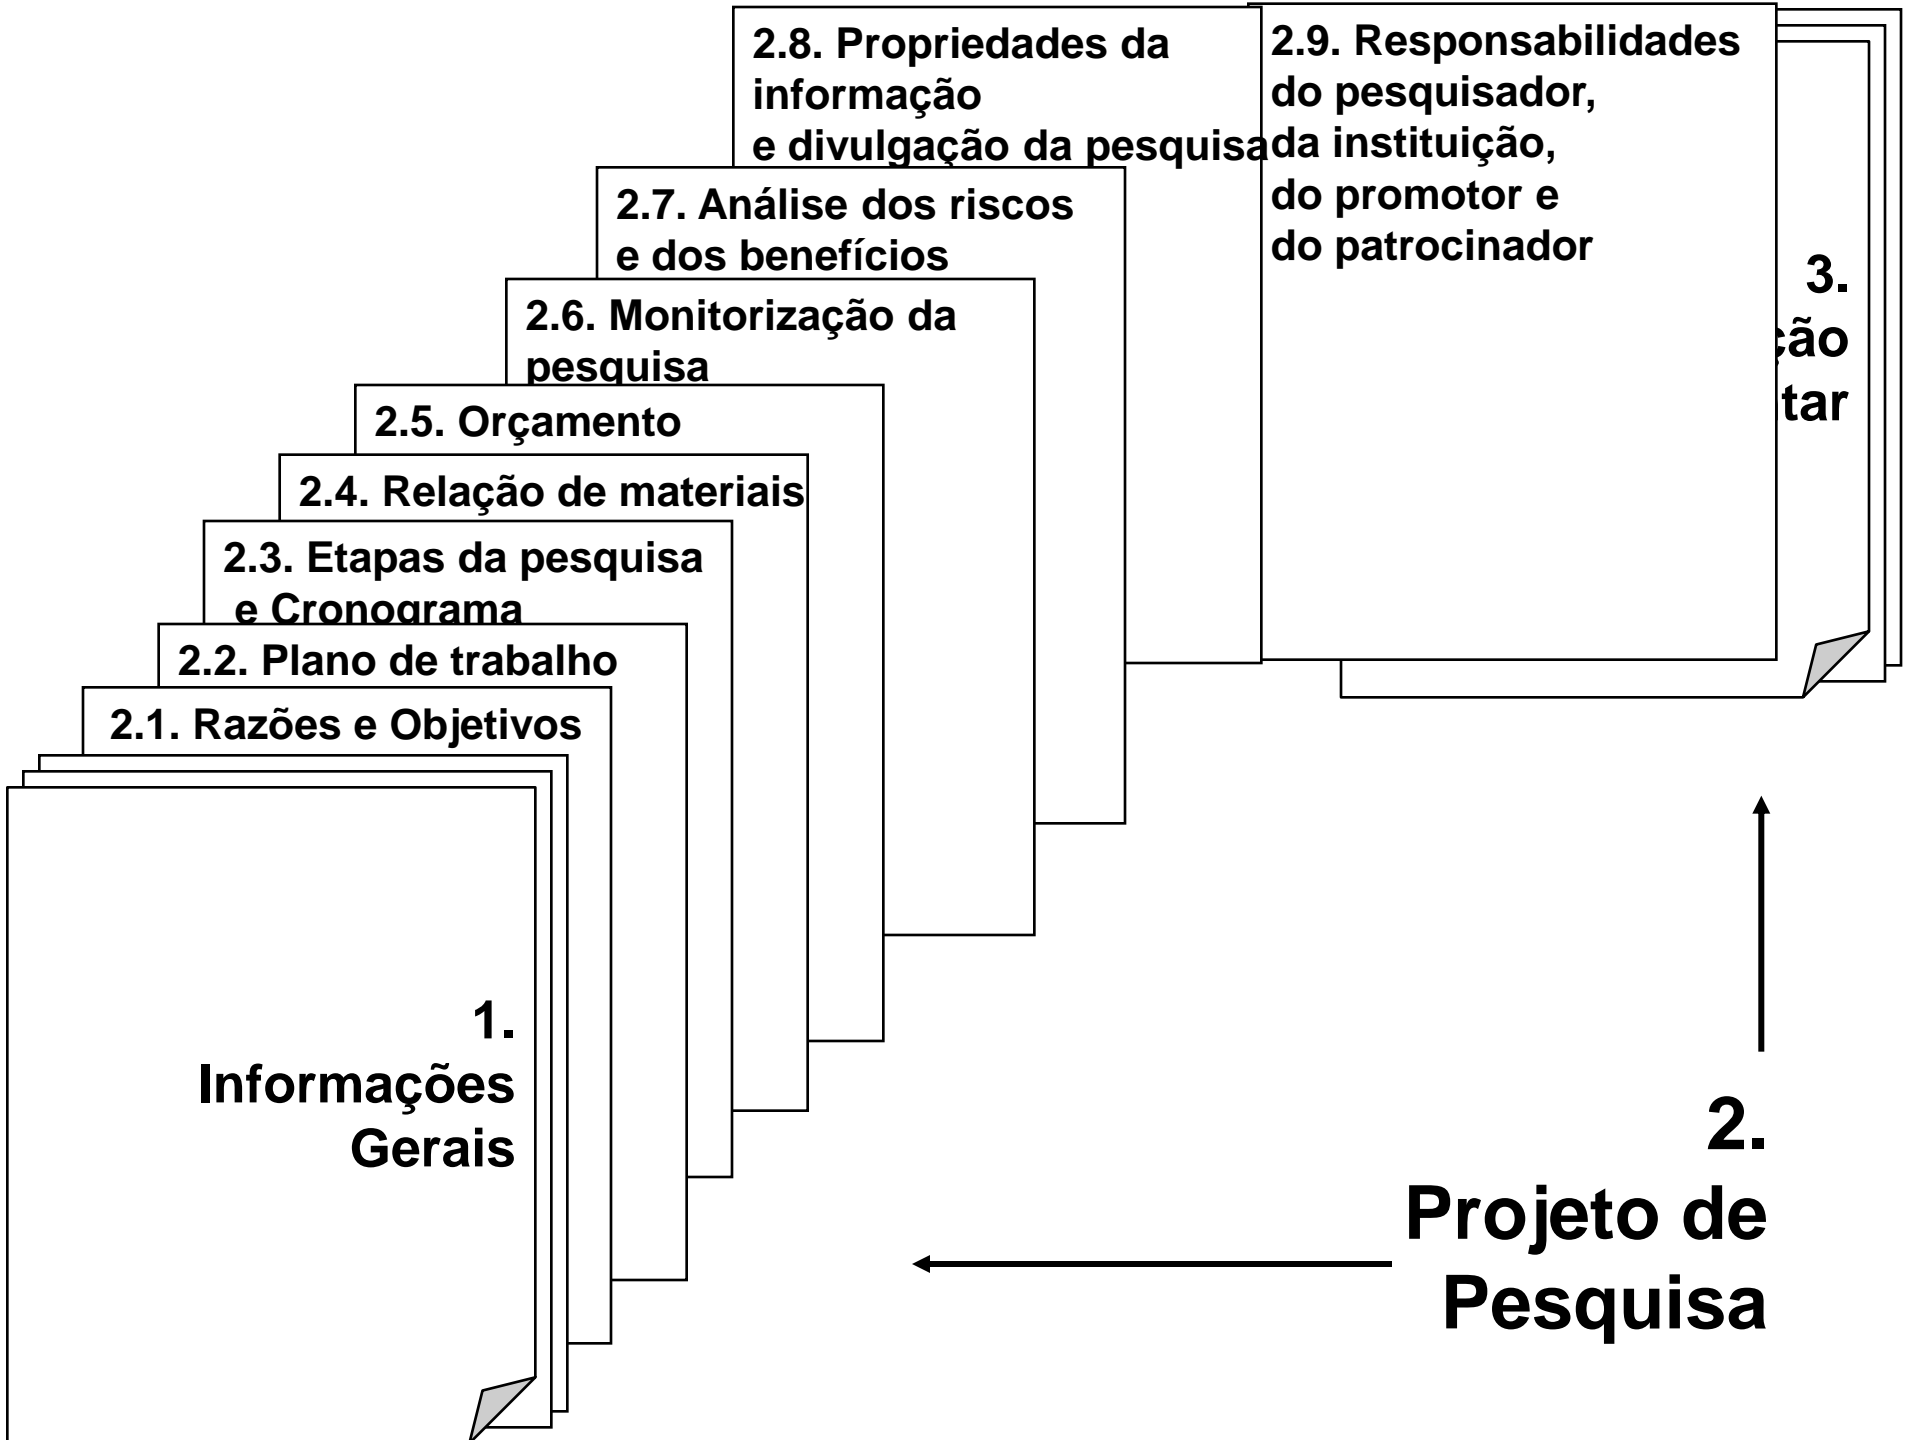 2.8. Propriedades da
informação
e divulgação da pesquisa
2.9. Responsabilidades
do pesquisador,
da instituição,
do promotor e
do patrocinador
2.7. Análise dos riscos
e dos benefícios
2.6. Monitorização da
pesquisa
2.5. Orçamento
2.4. Relação de materiais
2.3. Etapas da pesquisa
e Cronograma
2.2. Plano de trabalho
2.1. Razões e Objetivos
3.
ção
tar
1.
Informações
Gerais
2.
Projeto de
Pesquisa